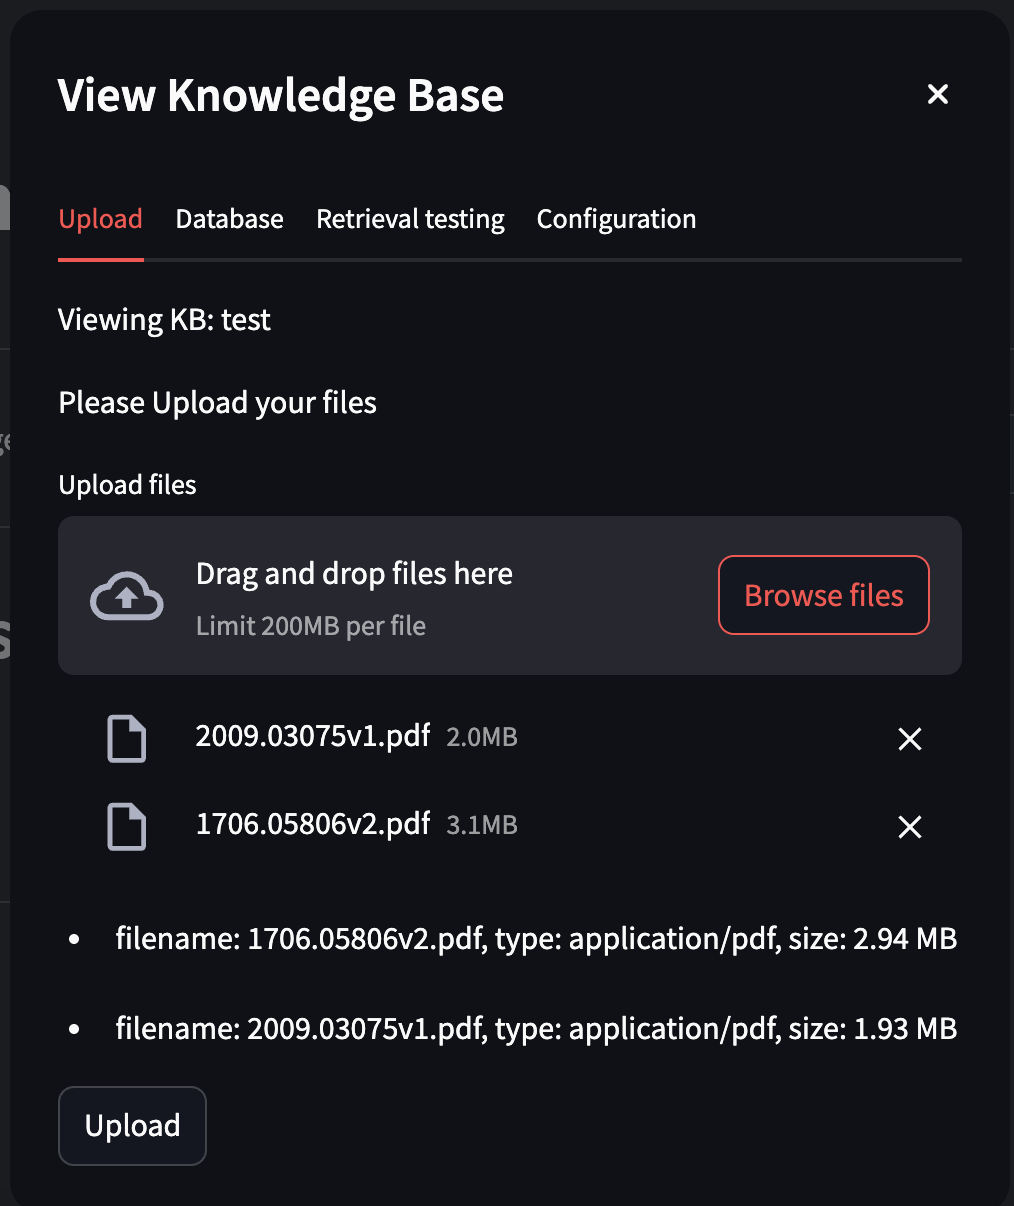 View Knowledge Base
Upload Database Retrieval testing Configuration
Viewing KB: test
Please Upload your files
Upload files
Drag and drop files here
Limit 200MB per file
Browse files
2009.03075v1.pdf 2.0MB
1706.05806v2.pdf 3.1MB
• filename: 1706.05806v2.pdf, type: application/pdf, size: 2.94 MB
• filename: 2009.03075v1.pdf, type: application/pdf, size: 1.93 MB
Upload